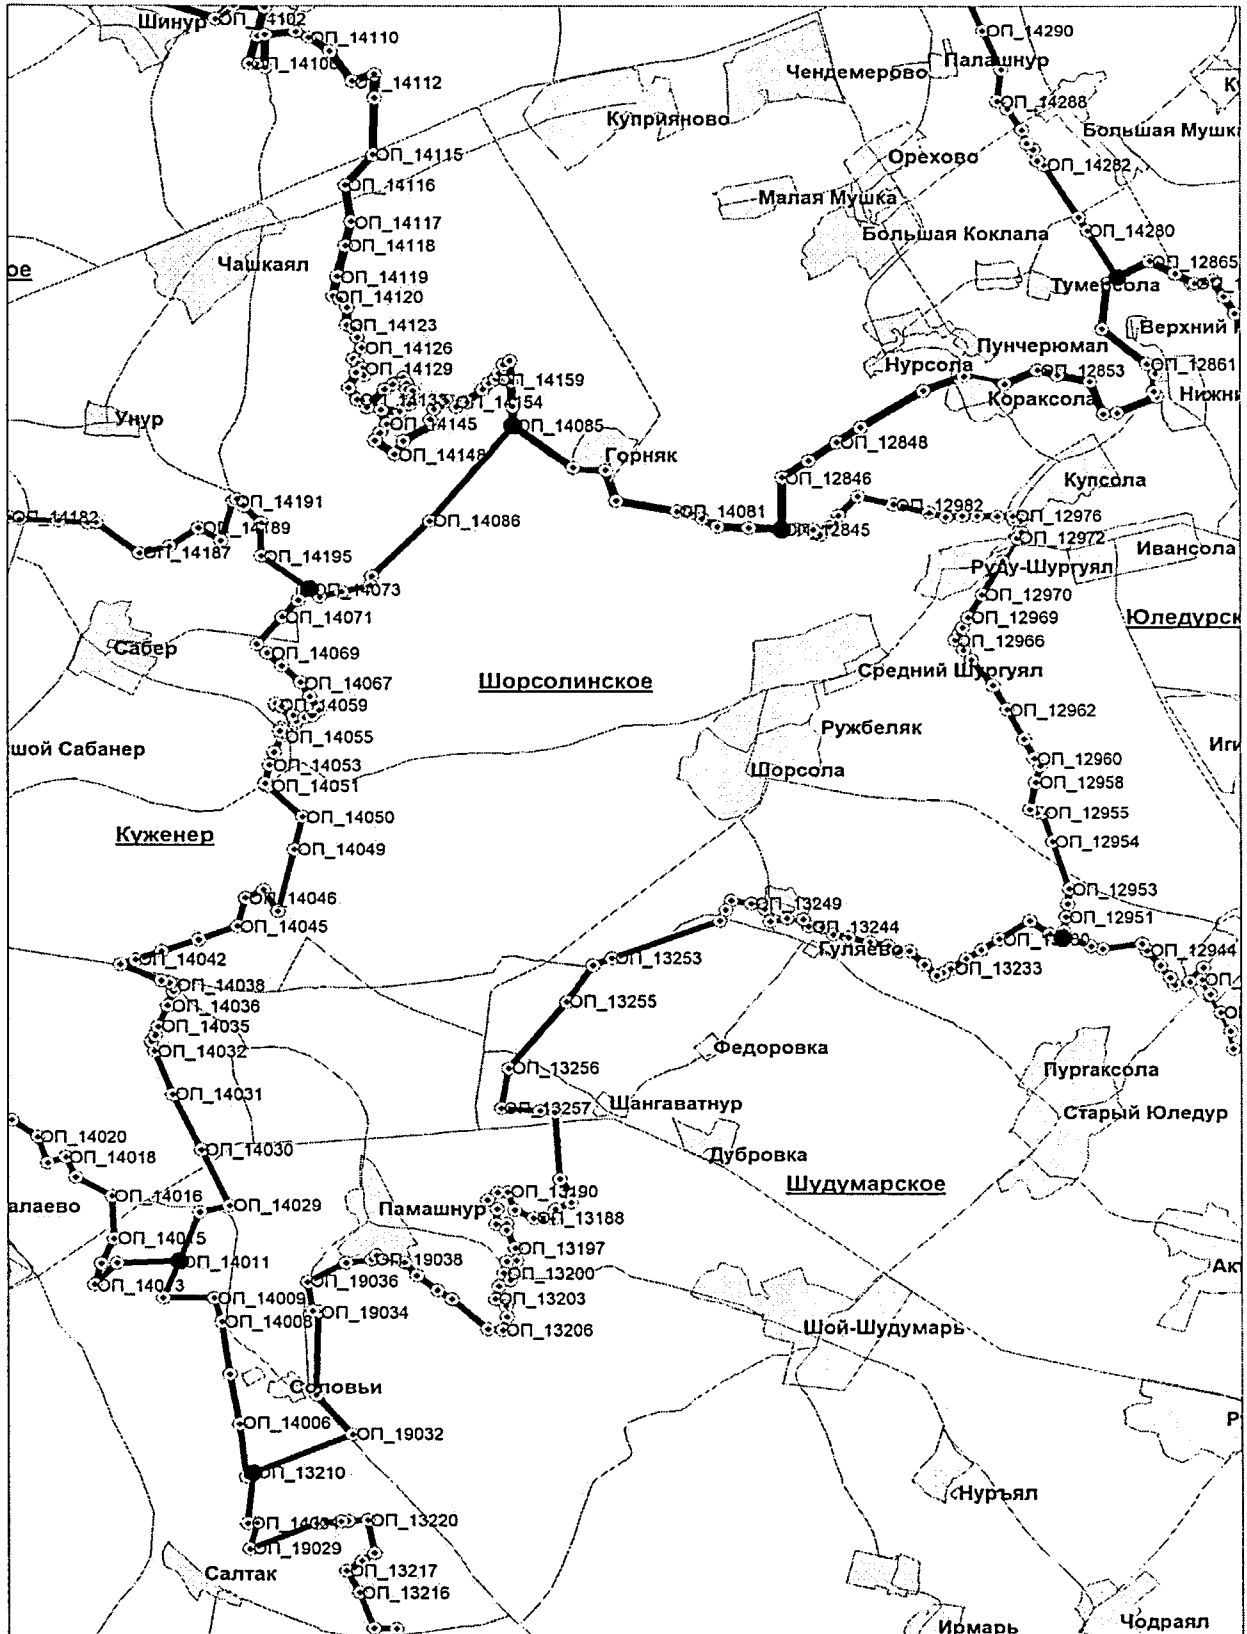 Шинур
ОП_14102
ОП_14110
ОП_14290
Палашнур
Чендемерово
ОП_14112
ОП_14288
Куприяново
Большая Мушка
ОП_14115
Орехово
ОП_14282
ОП_14116
Малая Мушка
ОП_14117
Большая Коклала
ОП_14280
ОП_14118
Чашкаял
ое
ОП_12865
ОП_14119
Тумерсола
ОП_14120
ОП_14123
Верхний
ОП_14126
Пунчерюмал
ОП_14129
Нурсола
ОП_12861
ОП_14159
ОП_12853
Кораксола
Нижни
ОП_14154
Унур
ОП_14145
ОП_14085
ОП_14148
Горняк
ОП_12848
ОП_12846
Купсола
ОП_14191
ОП_14182
ОП_14189
ОП_14086
ОП_14081
ОП_12982
ОП_12976
ОП_12845
ОП_12972
ОП_14187
ОП_14195
Ивансола
Руду-Шургуял
ОП_14073
ОП_12970
ОП_14071
ОП_12969
Юледурск
Сабер
ОП_12966
ОП_14069
Средний Шургуял
Шорсолинское
ОП_14067
ОП_14059
ОП_12962
Ружбеляк
ОП_14055
шой Сабанер
Иги
ОП_12960
ОП_14053
Шорсола
ОП_12958
ОП_14051
ОП_12955
ОП_14050
Куженер
ОП_12954
ОП_14049
ОП_12953
ОП_14046
ОП_13249
ОП_12951
ОП_14045
ОП_13244
Гуляево
ОП_12944
ОП_14042
ОП_13253
ОП_13233
ОП_14038
ОП_14036
ОП_13255
ОП_14035
ОП_14032
Федоровка
ОП_13256
Пургаксола
ОП_14031
ОП_13257
Шангаватнур
Старый Юледур
ОП_14020
ОП_14030
ОП_14018
Дубровка
Шудумарское
ОП_14016
ОП_13190
алаево
ОП_14029
Памашнур
ОП_13188
ОП_14015
ОП_13197
ОП_14011
ОП_19038
Ак
ОП_13200
ОП_14013
ОП_19036
ОП_14009
ОП_13203
ОП_19034
ОП_14008
ОП_13206
Шой-Шудумарь
Соловьи
ОП_14006
ОП_19032
ОП_13210
Нуръял
ОП_13220
ОП_19029
Салтак
ОП_13217
ОП_13216
Ирмарь
Чодраял